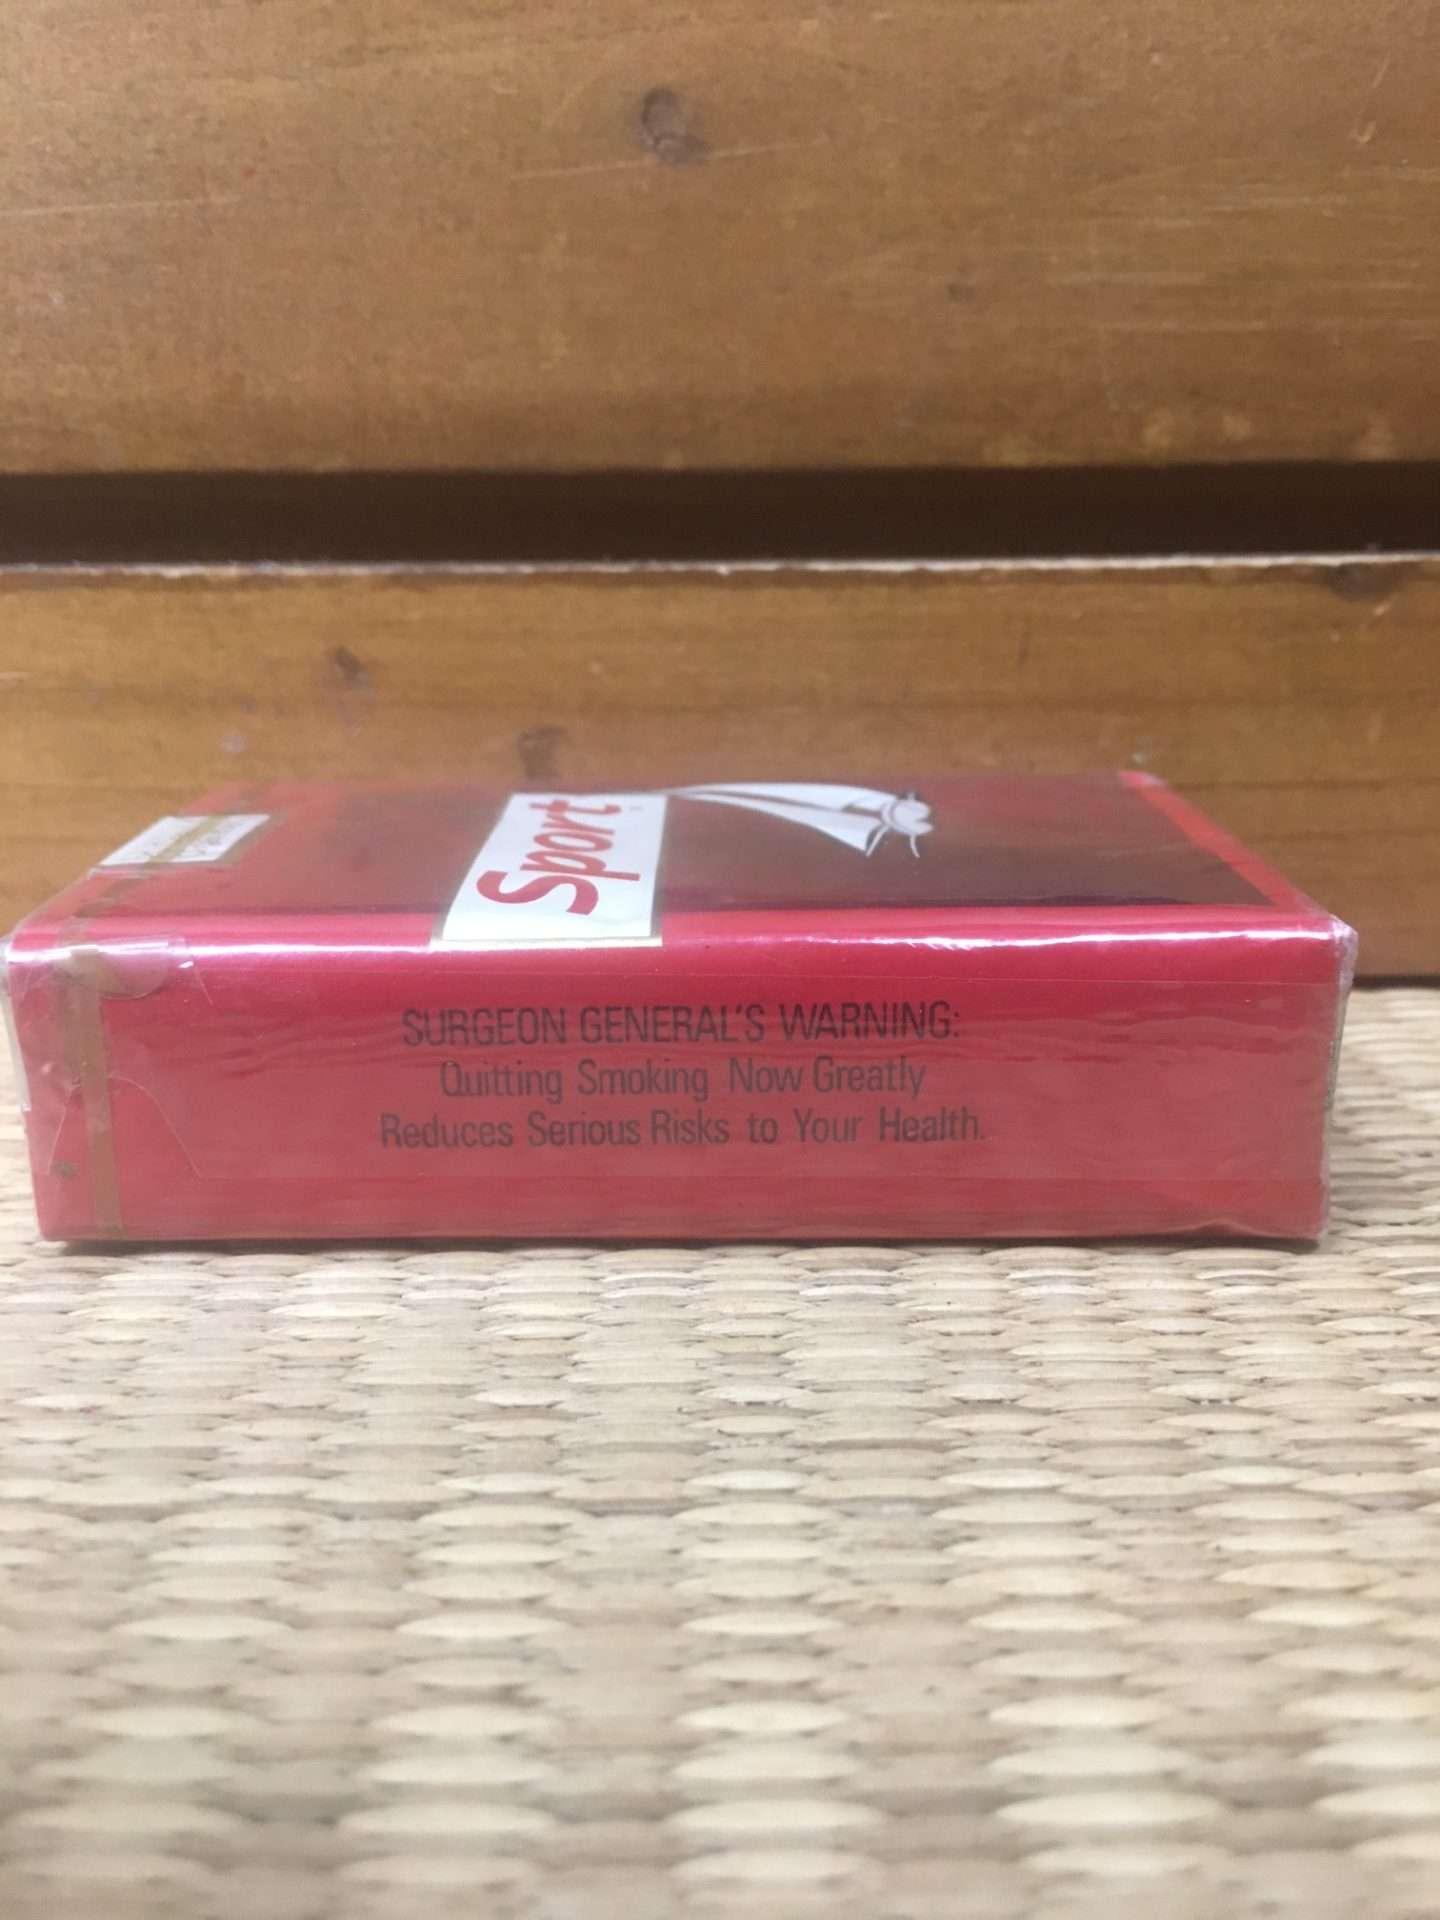 Sport
SURGEON GENERAL'S WARNING:
Quitting Smoking Now Greatly
Reduces Serious Risks to Your Health.